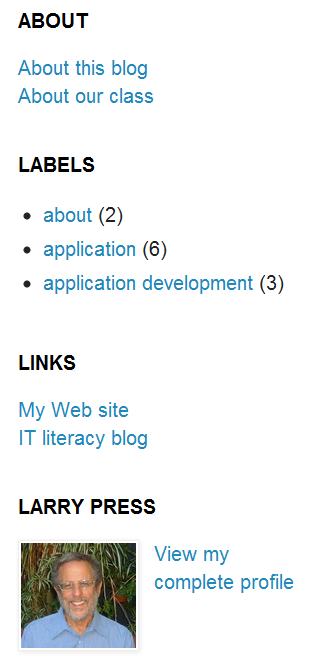 ABOUT
About this blog
About our class
LABELS
about (2)
application (6)
application development (3)
LINKS
My Web site
IT literacy blog
LARRY PRESS
View my
complete profile